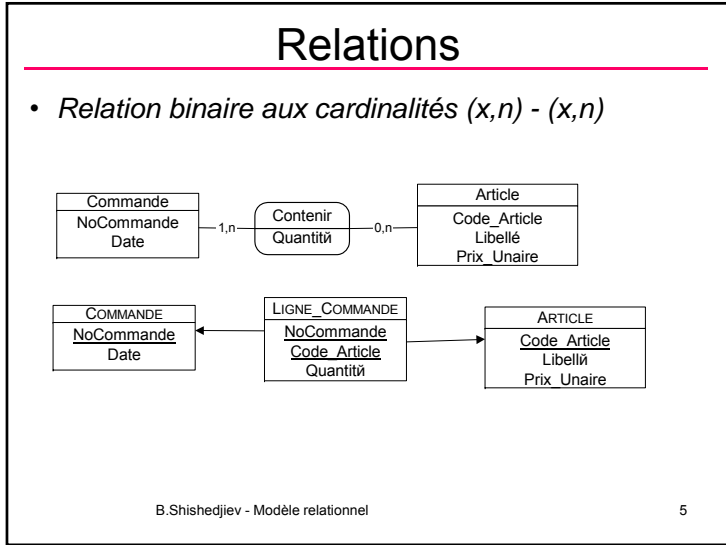 Relations
• Relation binaire aux cardinalités (x,n) - (x,n)
Commande
NoCommande
Date
1,n
Contenir
Quantitй
0,n
Article
Code_Article
Libellé
Prix_Unaire
COMMANDE
NoCommande
Date
LIGNE_COMMANDE
NoCommande
Code_Article
Quantitй
ARTICLE
Code_Article
Libellй
Prix_Unaire
B.Shishedjiev - Modèle relationnel 5